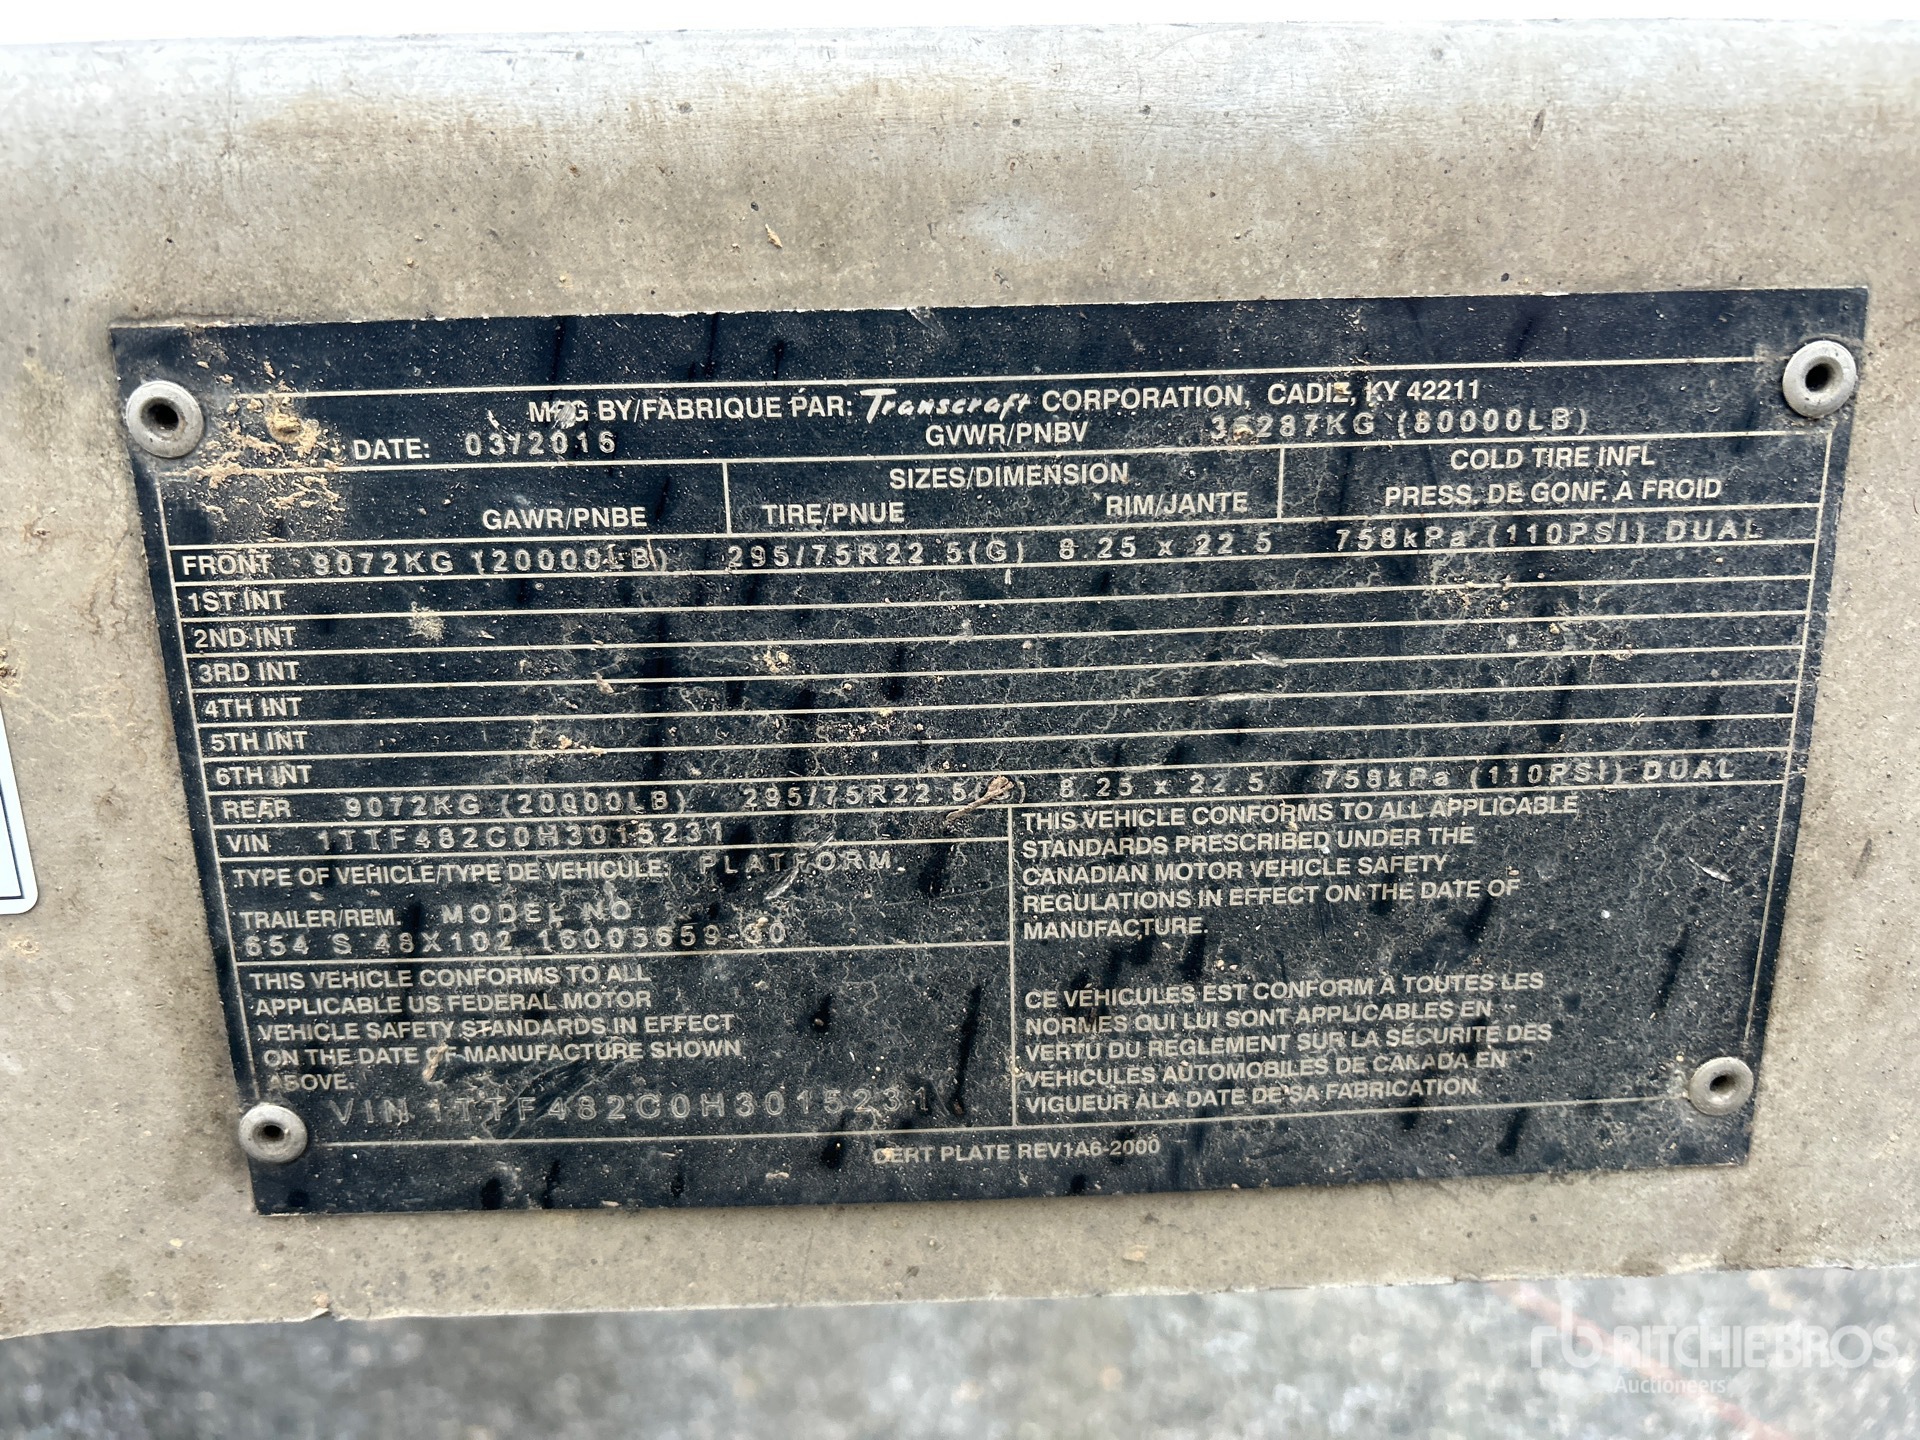 MFG BY/FABRIQUE PAR: Transcraft CORPORATION, CADIZ, KY 42211
DATE: 03/2016 GVWR/PNBV 36287KG (80000LB)
SIZES/DIMENSION COLD TIRE INFL
GAWR/PNBE TIRE/PNUE RIM/JANTE PRESS. DE GONF. A FROID
FRONT 9072KG (20000LB) 295/75R22.5(G) 8.25 x 22.5 758kPa (110PSI) DUAL
1ST INT
2ND INT
3RD INT
4TH INT
5TH INT
6TH INT
REAR 9072KG (20000LB) 295/75R22.5(G) 8.25 x 22.5 758kPa (110PSI) DUAL
VIN 1TTF482C0H3015231
TYPE OF VEHICLE/TYPE DE VEHICULE: PLATFORM
TRAILER/REM. MODEL NO
654 S 48X102 16005659-30
THIS VEHICLE CONFORMS TO ALL
APPLICABLE US FEDERAL MOTOR
VEHICLE SAFETY STANDARDS IN EFFECT
ON THE DATE OF MANUFACTURE SHOWN
ABOVE.
VIN 1TTF482C0H3015231
THIS VEHICLE CONFORMS TO ALL APPLICABLE
STANDARDS PRESCRIBED UNDER THE
CANADIAN MOTOR VEHICLE SAFETY
REGULATIONS IN EFFECT ON THE DATE OF
MANUFACTURE.
CE VÉHICULES EST CONFORM À TOUTES LES
NORMES QUI LUI SONT APPLICABLES EN
VERTU DU REGLEMENT SUR LA SÉCURITE DES
VÉHICULES AUTOMOBILES DE CANADA EN
VIGUEUR ÀLA DATE DE SA FABRICATION
CERT PLATE REV1A6-2000
rb RITCHIE BROS
Auctioneers